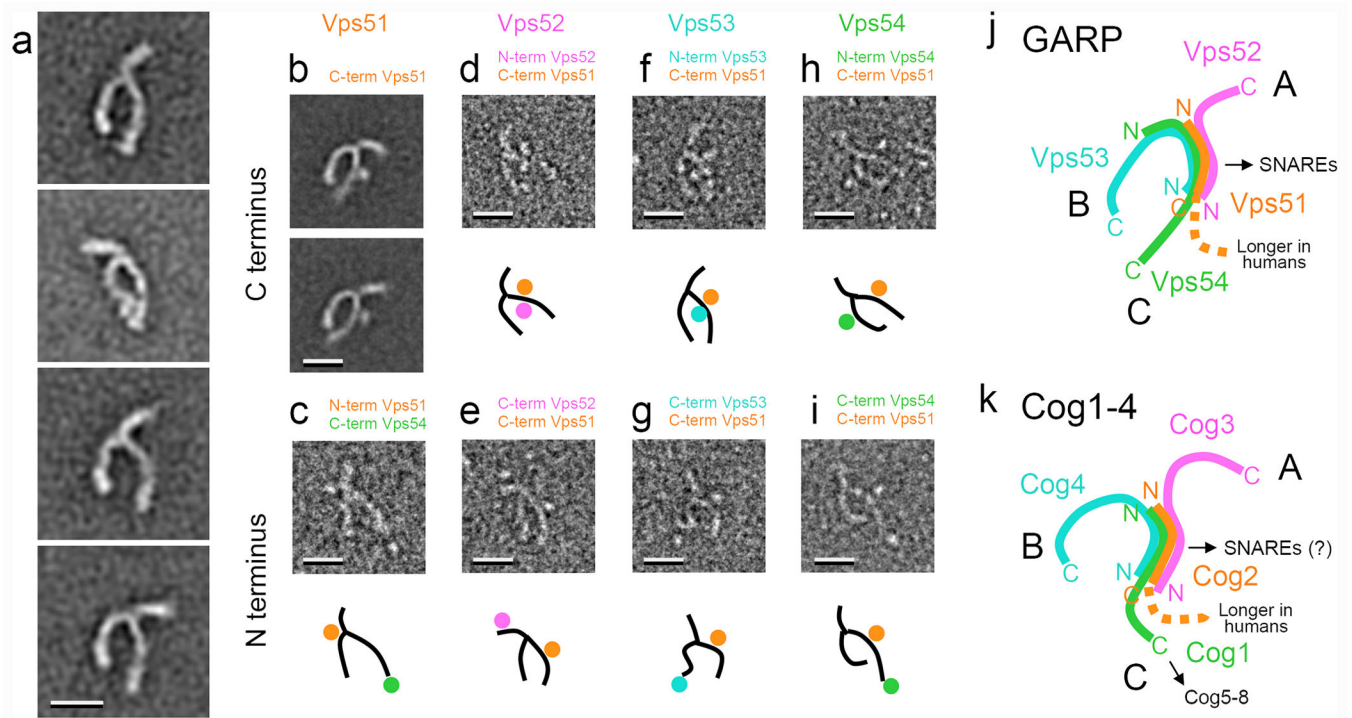 a
Vps51
Vps52
Vps53
Vps54
C terminus
b
C-term Vps51
d
N-term Vps52
C-term Vps51
f
N-term Vps53
C-term Vps51
h
N-term Vps54
C-term Vps51
N terminus
c
N-term Vps51
C-term Vps54
e
C-term Vps52
C-term Vps51
g
C-term Vps53
C-term Vps51
i
C-term Vps54
C-term Vps51
j
GARP
Vps52
C
A
N
N
Vps53
SNAREs
B
N
C
C
N
Vps51
Longer in
humans
C
Vps54
C
k
Cog1-4
Cog3
C
A
Cog4
N
N
B
SNAREs (?)
C
N
Cog2
C
N
Longer in
humans
C
Cog1
C
Cog5-8